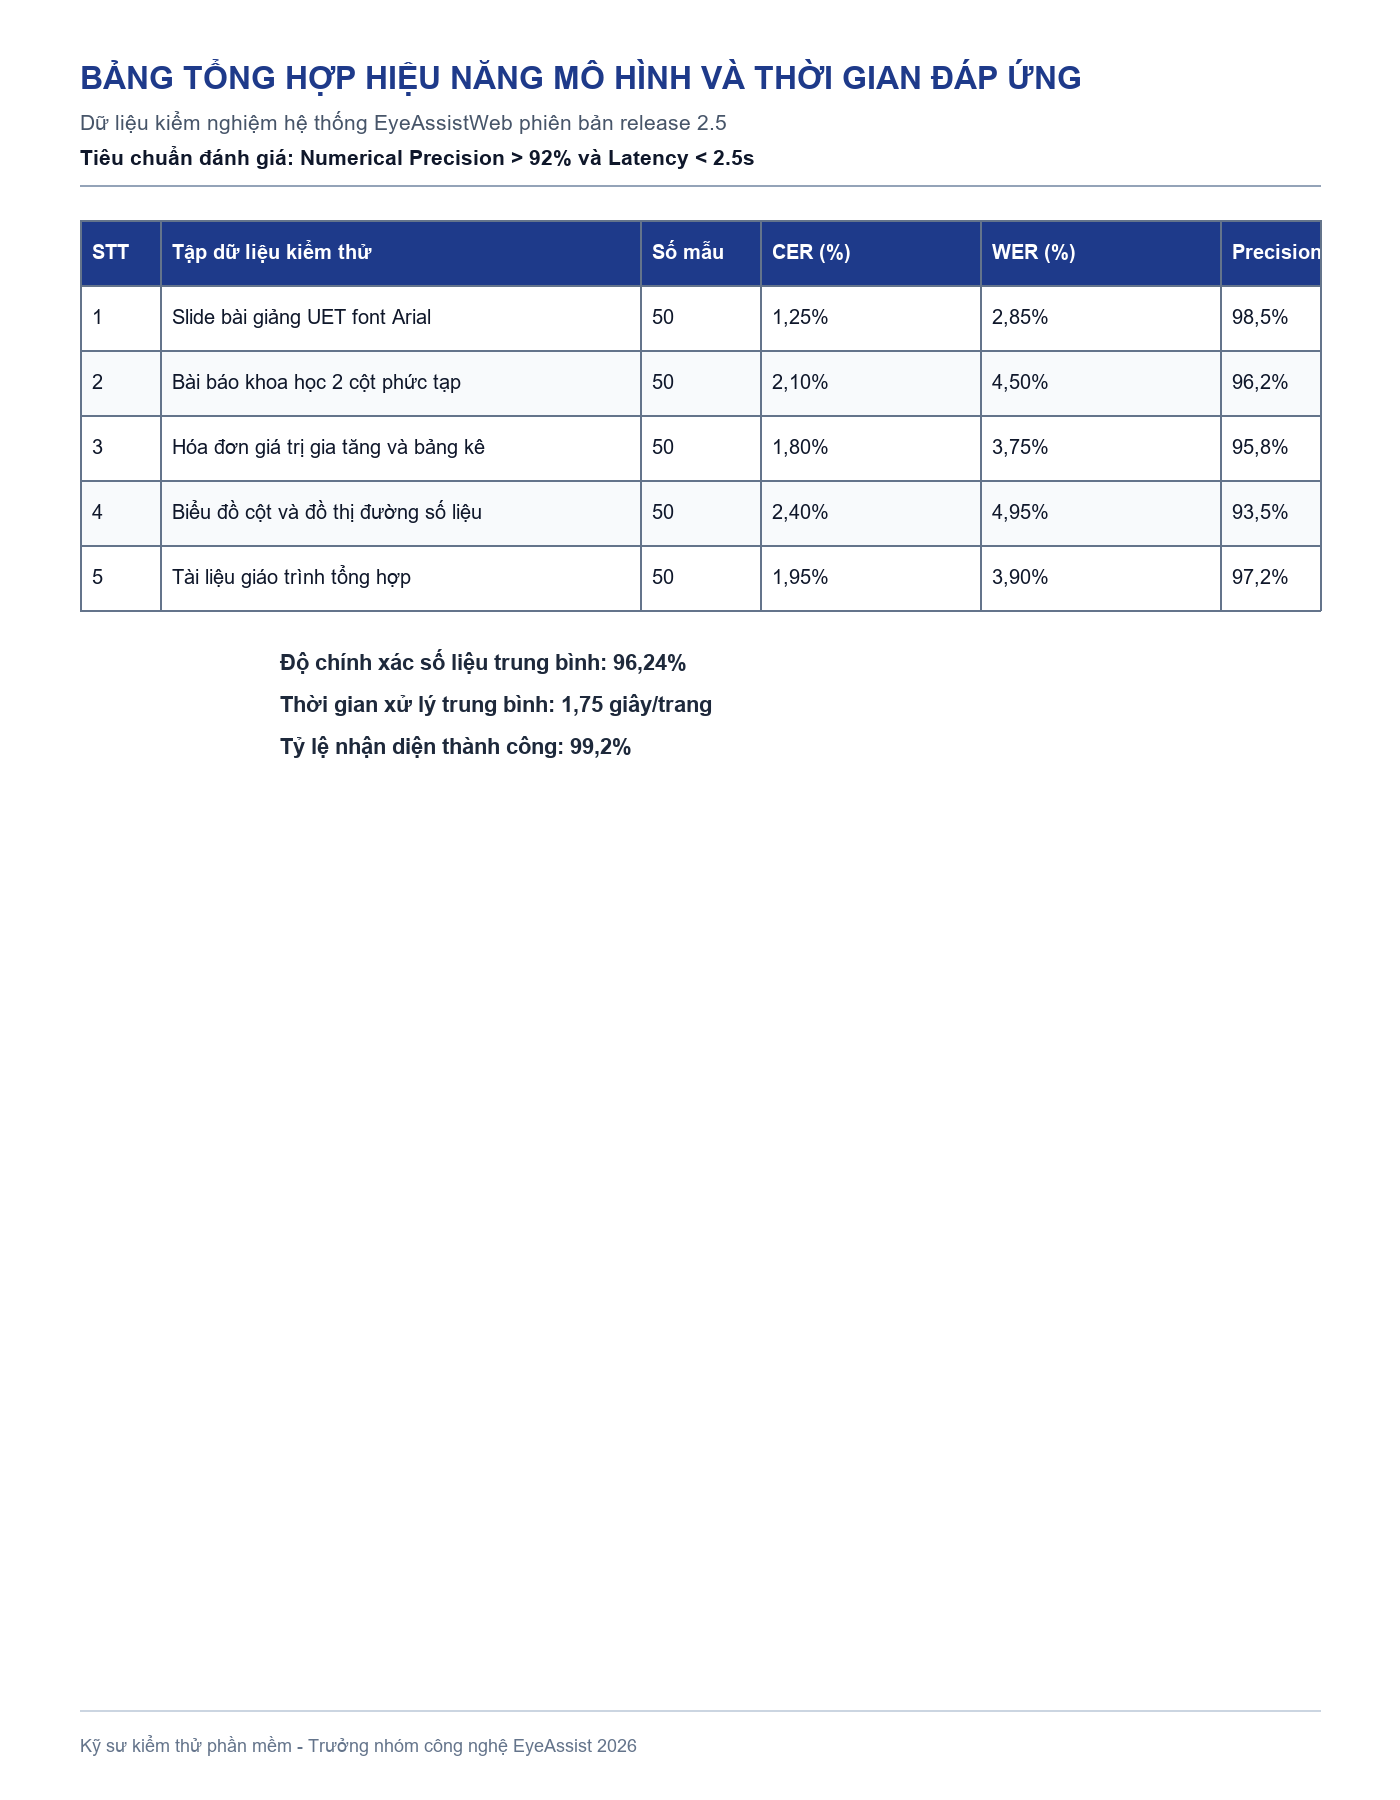 BẢNG TỔNG HỢP HIỆU NĂNG MÔ HÌNH VÀ THỜI GIAN ĐÁP ỨNG
Dữ liệu kiểm nghiệm hệ thống EyeAssistWeb phiên bản release 2.5
Tiêu chuẩn đánh giá: Numerical Precision > 92% và Latency < 2.5s
STT Tập dữ liệu kiểm thử Số mẫu CER (%) WER (%) Precision
1 Slide bài giảng UET font Arial 50 1,25% 2,85% 98,5%
2 Bài báo khoa học 2 cột phức tạp 50 2,10% 4,50% 96,2%
3 Hóa đơn giá trị gia tăng và bảng kê 50 1,80% 3,75% 95,8%
4 Biểu đồ cột và đồ thị đường số liệu 50 2,40% 4,95% 93,5%
5 Tài liệu giáo trình tổng hợp 50 1,95% 3,90% 97,2%
Độ chính xác số liệu trung bình: 96,24%
Thời gian xử lý trung bình: 1,75 giây/trang
Tỷ lệ nhận diện thành công: 99,2%
Kỹ sư kiểm thử phần mềm - Trưởng nhóm công nghệ EyeAssist 2026